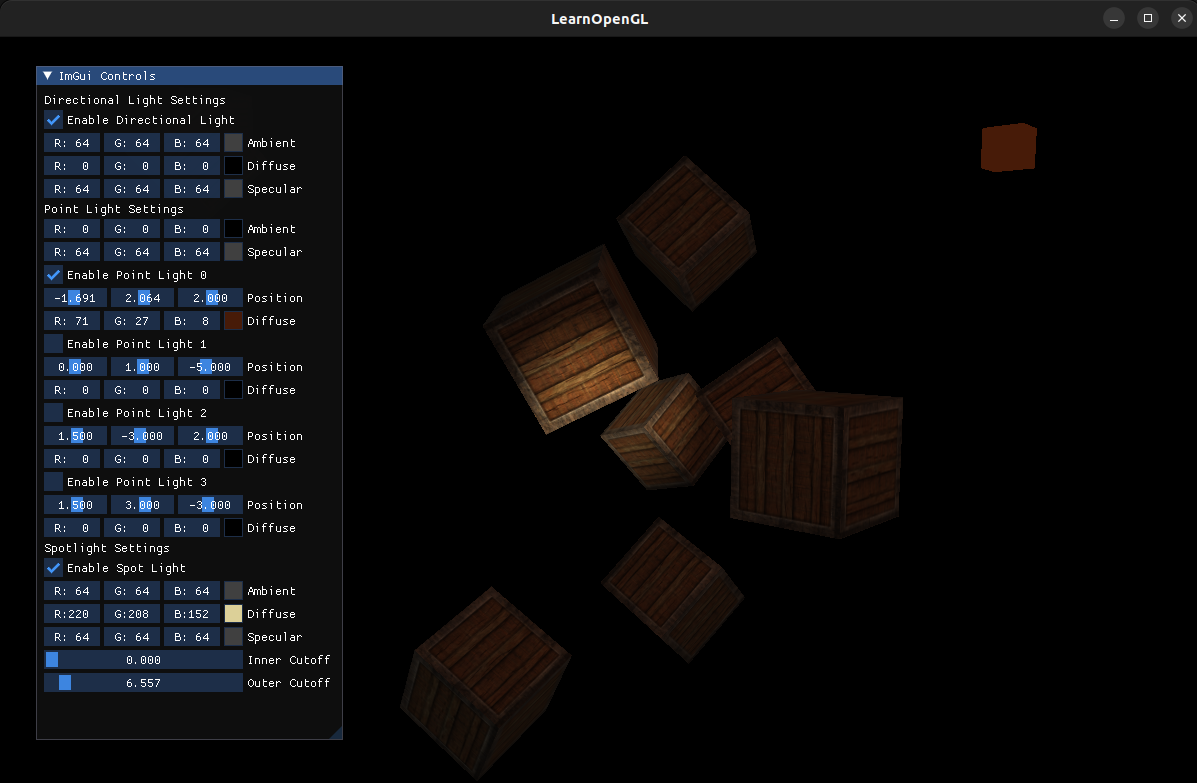 LearnOpenGL
ImGui Controls
Directional Light Settings
Enable Directional Light
R: 64 G: 64 B: 64 Ambient
R: 0 G: 0 B: 0 Diffuse
R: 64 G: 64 B: 64 Specular
Point Light Settings
R: 0 G: 0 B: 0 Ambient
R: 64 G: 64 B: 64 Specular
Enable Point Light 0
-1.691 2.064 2.000 Position
R: 71 G: 27 B: 8 Diffuse
Enable Point Light 1
0.000 1.000 -5.000 Position
R: 0 G: 0 B: 0 Diffuse
Enable Point Light 2
1.500 -3.000 2.000 Position
R: 0 G: 0 B: 0 Diffuse
Enable Point Light 3
1.500 3.000 -3.000 Position
R: 0 G: 0 B: 0 Diffuse
Spotlight Settings
Enable Spot Light
R: 64 G: 64 B: 64 Ambient
R:220 G:208 B:152 Diffuse
R: 64 G: 64 B: 64 Specular
0.000 Inner Cutoff
6.557 Outer Cutoff